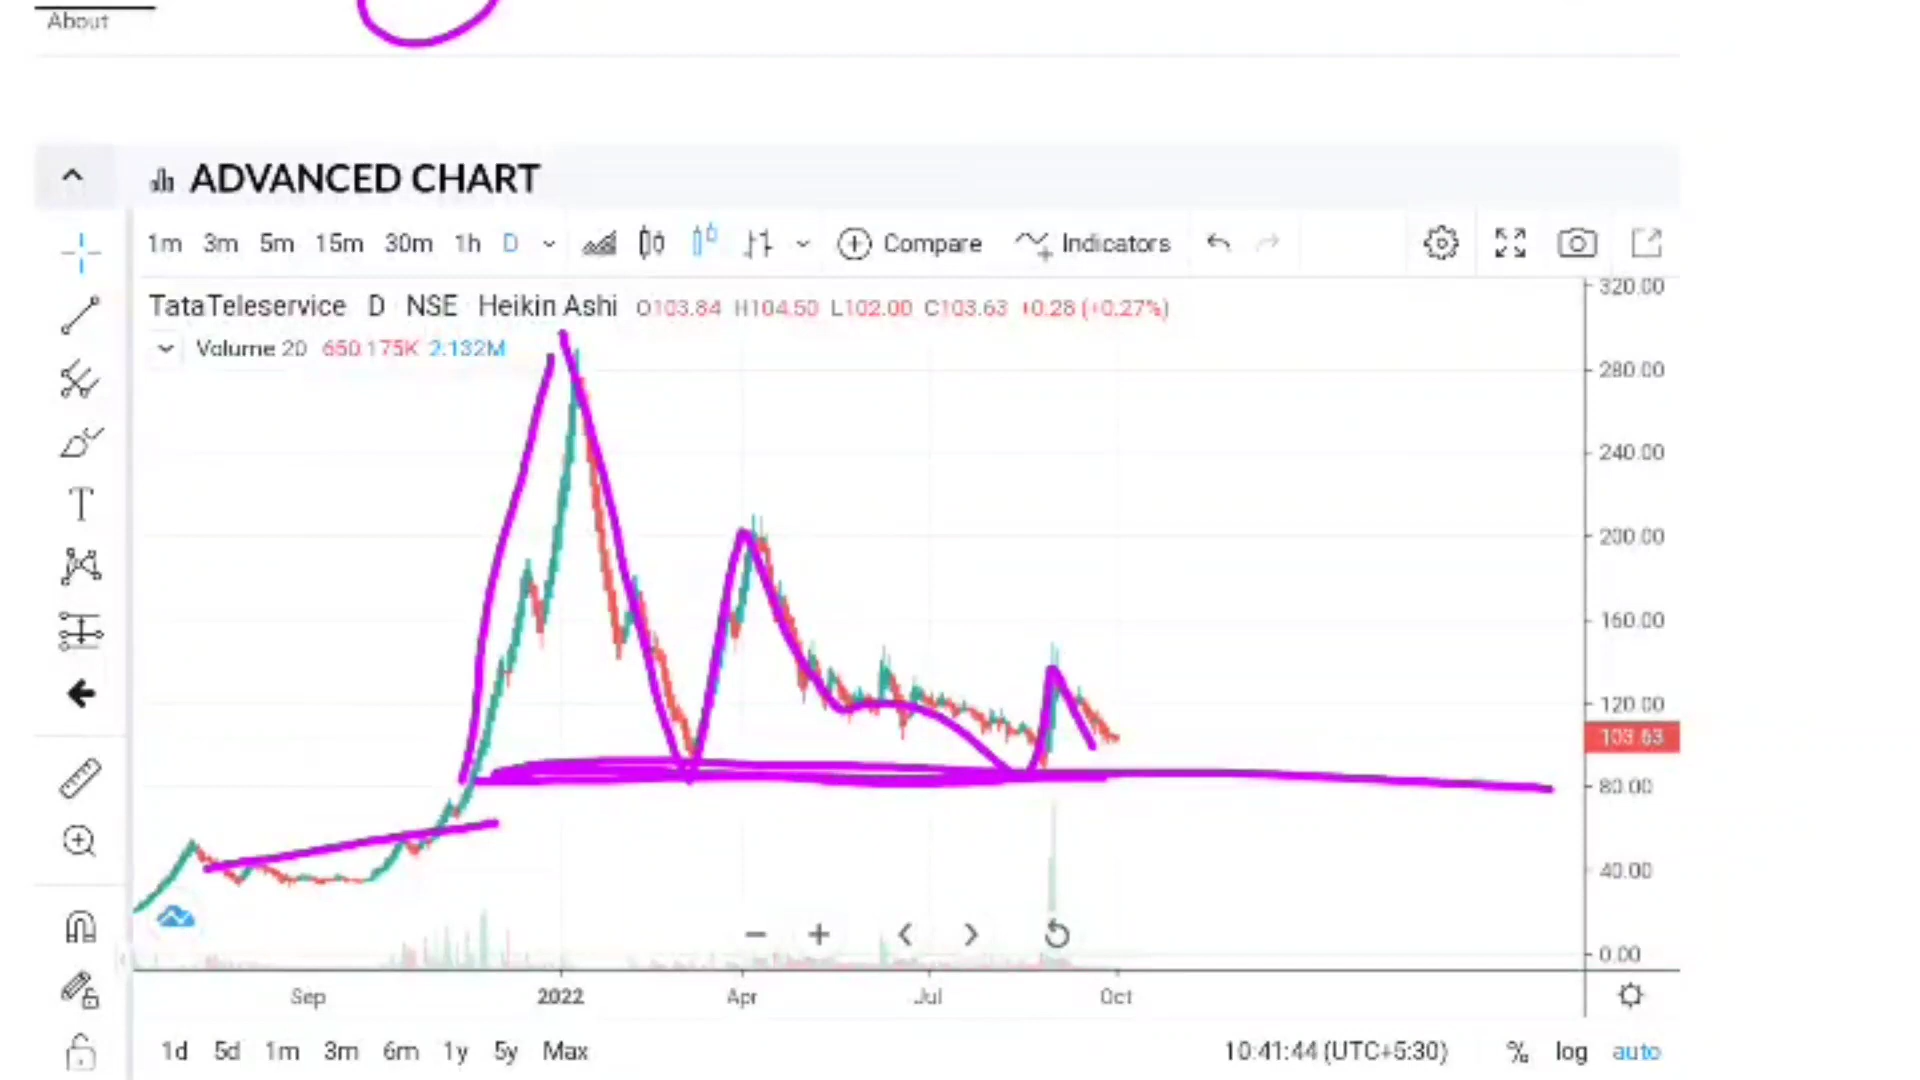 About
ADVANCED CHART
1m 3m 5m 15m 30m 1h D Compare Indicators
TataTeleservice D NSE Heikin Ashi O103.84 H104.50 L102.00 C103.63 +0.28 (+0.27%)
Volume 20 650.175K 2.132M
320.00
280.00
240.00
200.00
160.00
120.00
103.63
80.00
40.00
0.00
Sep 2022 Apr Jul Oct
1d 5d 1m 3m 6m 1y 5y Max 10:41:44 (UTC+5:30) % log auto